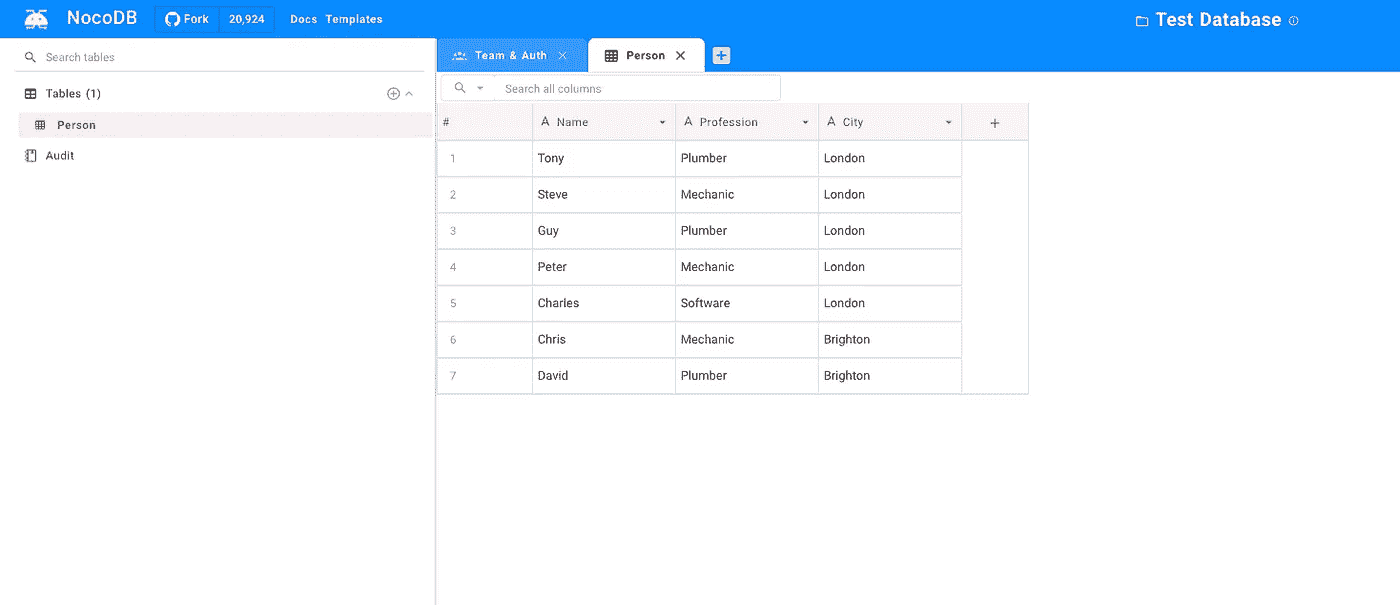 NocoDB Fork 20,924 Docs Templates Test Database
Search tables
Tables (1)
Person
Audit
Team & Auth Person
Search all columns
# Name Profession City
1 Tony Plumber London
2 Steve Mechanic London
3 Guy Plumber London
4 Peter Mechanic London
5 Charles Software London
6 Chris Mechanic Brighton
7 David Plumber Brighton